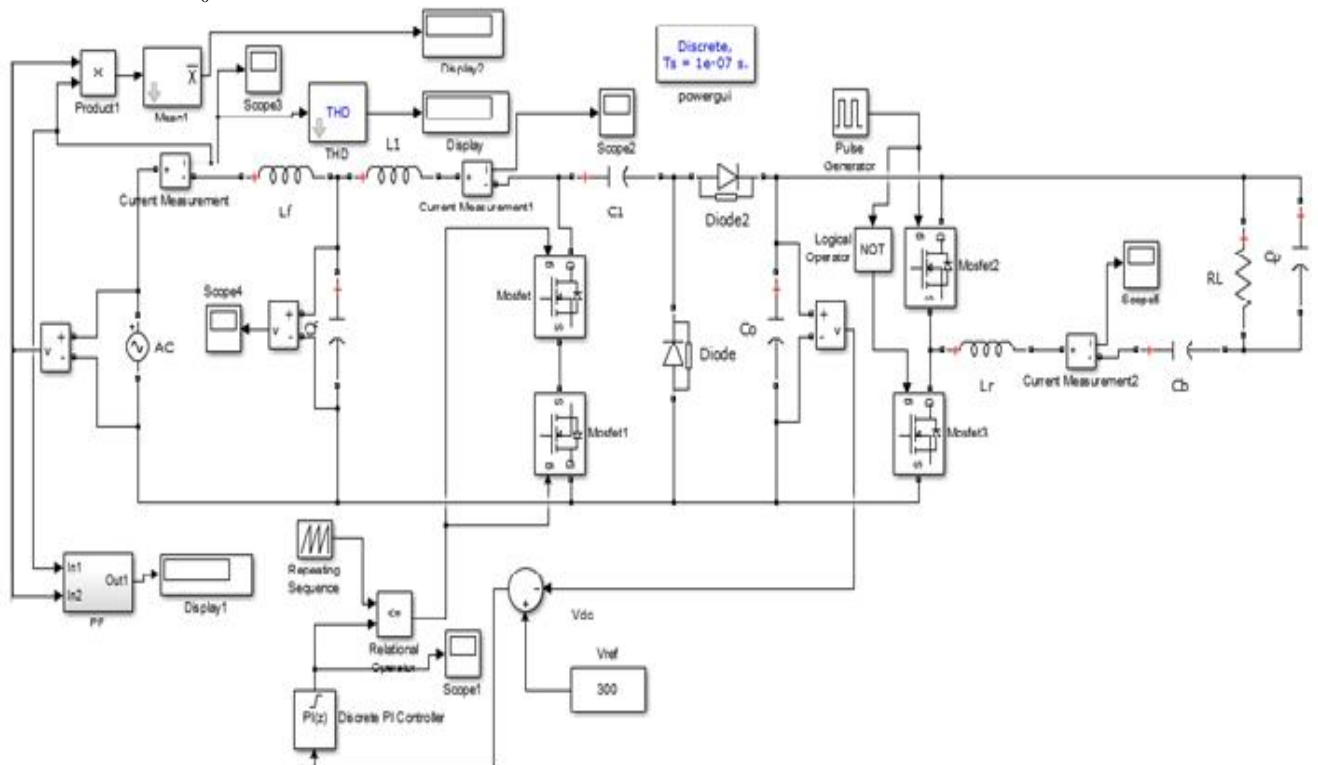 Discrete,
Ts = 1e-07 s.
powergui
Display2
x
Product1
X
Mean1
Scope3
THD
THD
Display
Scope2
Pulse
Generator
L1
Current Measurement
Lf
Current Measurement1
C1
Diode2
Logical
Operator
NOT
Mosfet2
Scope4
AC
Mosfet
Diode
Co
RL
Cp
Scope5
Lr
Current Measurement2
Cb
Mosfet1
Mosfet3
Repeating
Sequence
In1
In2
Out1
PF
Display1
<=
Relational
Operator
Scope1
Vdc
Vref
300
PI(z)
Discrete PI Controller